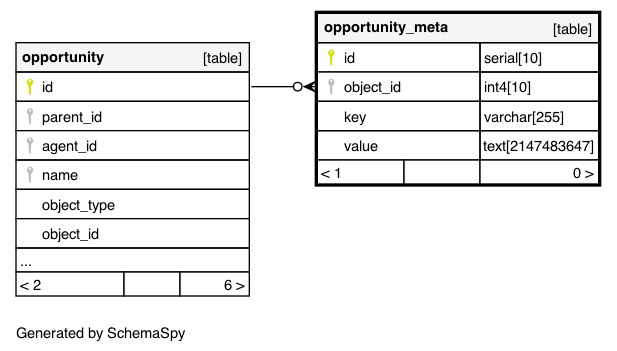 opportunity [table]
id
parent_id
agent_id
name
object_type
object_id
...
< 2 6 >
opportunity_meta [table]
id serial[10]
object_id int4[10]
key varchar[255]
value text[2147483647]
< 1 0 >
Generated by SchemaSpy